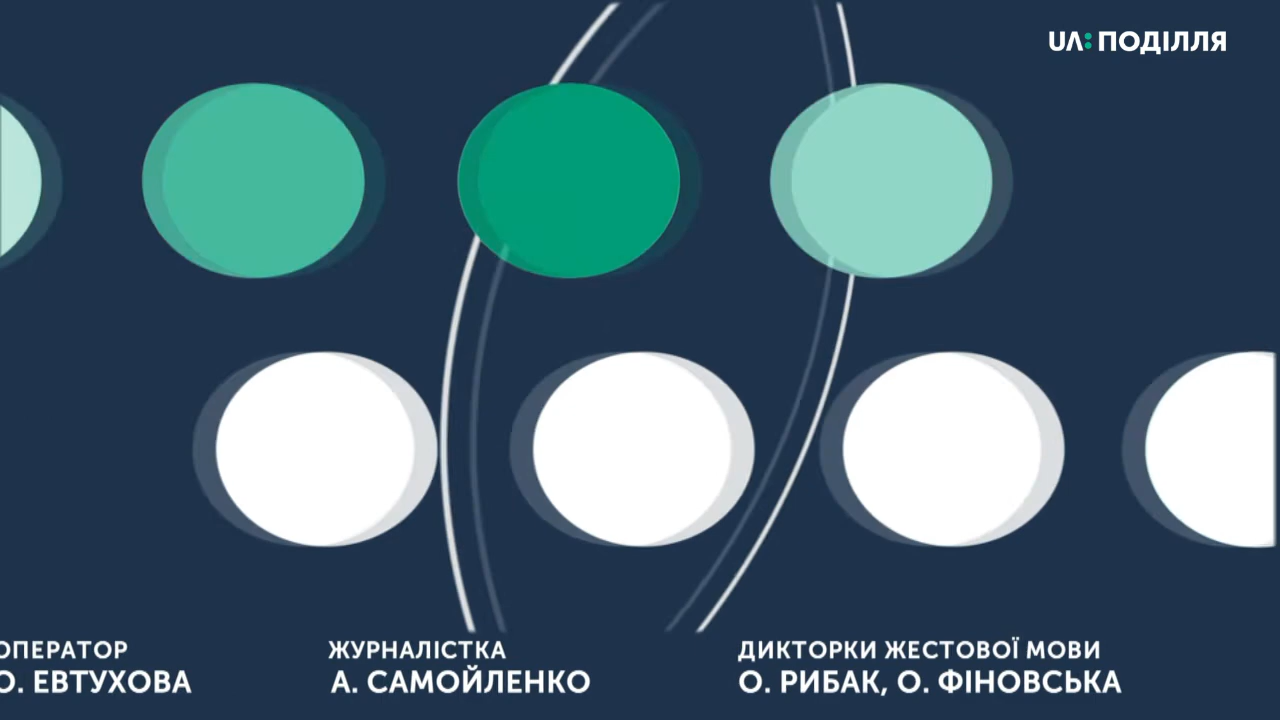 UA: ПОДІЛЛЯ
ОПЕРАТОР
О. ЕВТУХОВА
ЖУРНАЛІСТКА
А. САМОЙЛЕНКО
ДИКТОРКИ ЖЕСТОВОЇ МОВИ
О. РИБАК, О. ФІНОВСЬКА